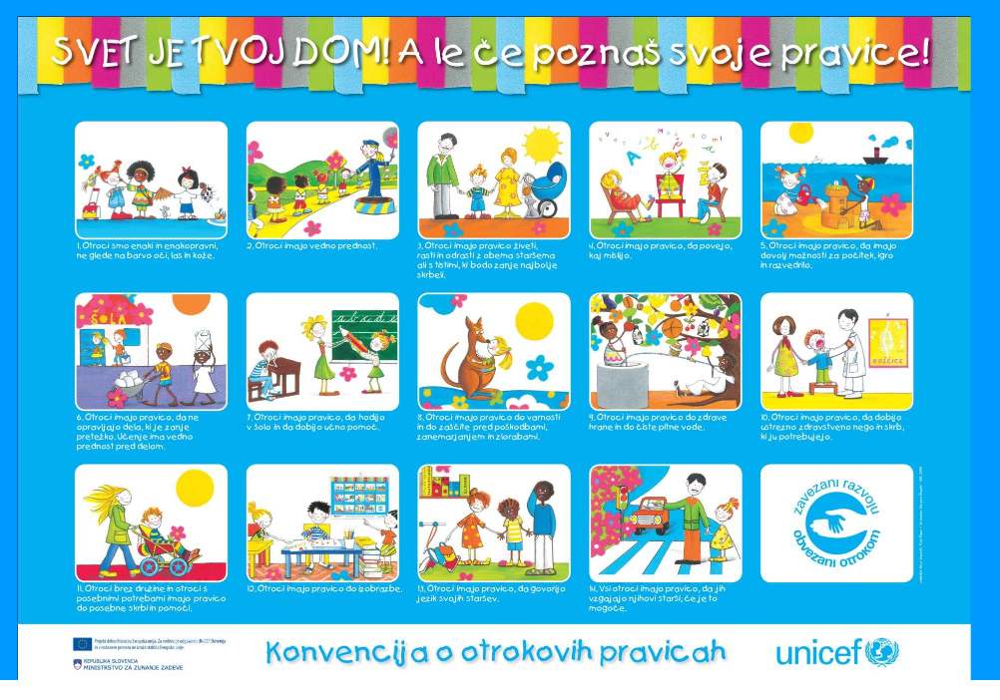 SVET JE TVOJ DOM! A le če poznaš svoje pravice!
1. Otroci smo enaki in enakopravni,
ne glede na barvo oči, las in kože.
2. Otroci imajo vedno prednost.
3. Otroci imajo pravico živeti,
rasti in odrasti z obema staršema
ali s tistimi, ki bodo zanje najbolje
skrbeli.
4. Otroci imajo pravico, da povejo,
kaj mislijo.
5. Otroci imajo pravico, da imajo
dovolj možnosti za počitek, igro
in razvedrilo.
ŠOLA
6. Otroci imajo pravico, da ne
opravljajo dela, ki je zanje
pretežko. Učenje ima vedno
prednost pred delom.
a b c d e
7. Otroci imajo pravico, da hodijo
v šolo in da dobijo učno pomoč.
8. Otroci imajo pravico do varnosti
in do zaščite pred poškodbami,
zanemarjanjem in zlorabami.
9. Otroci imajo pravico do zdrave
hrane in do čiste pitne vode.
KOŠČICE
10. Otroci imajo pravico, da dobijo
ustrezno zdravstveno nego in skrb,
ki ju potrebujejo.
11. Otroci brez družine in otroci s
posebnimi potrebami imajo pravico
do posebne skrbi in pomoči.
12. Otroci imajo pravico do izobrazbe.
13. Otroci imajo pravico, da govorijo
jezik svojih staršev.
14. Vsi otroci imajo pravico, da jih
vzgajajo njihovi starši, če je to
mogoče.
zavezani razvoju
obvezani otrokom
REPUBLIKA SLOVENIJA
MINISTRSTVO ZA ZUNANJE ZADEVE
Konvencija o otrokovih pravicah
unicef